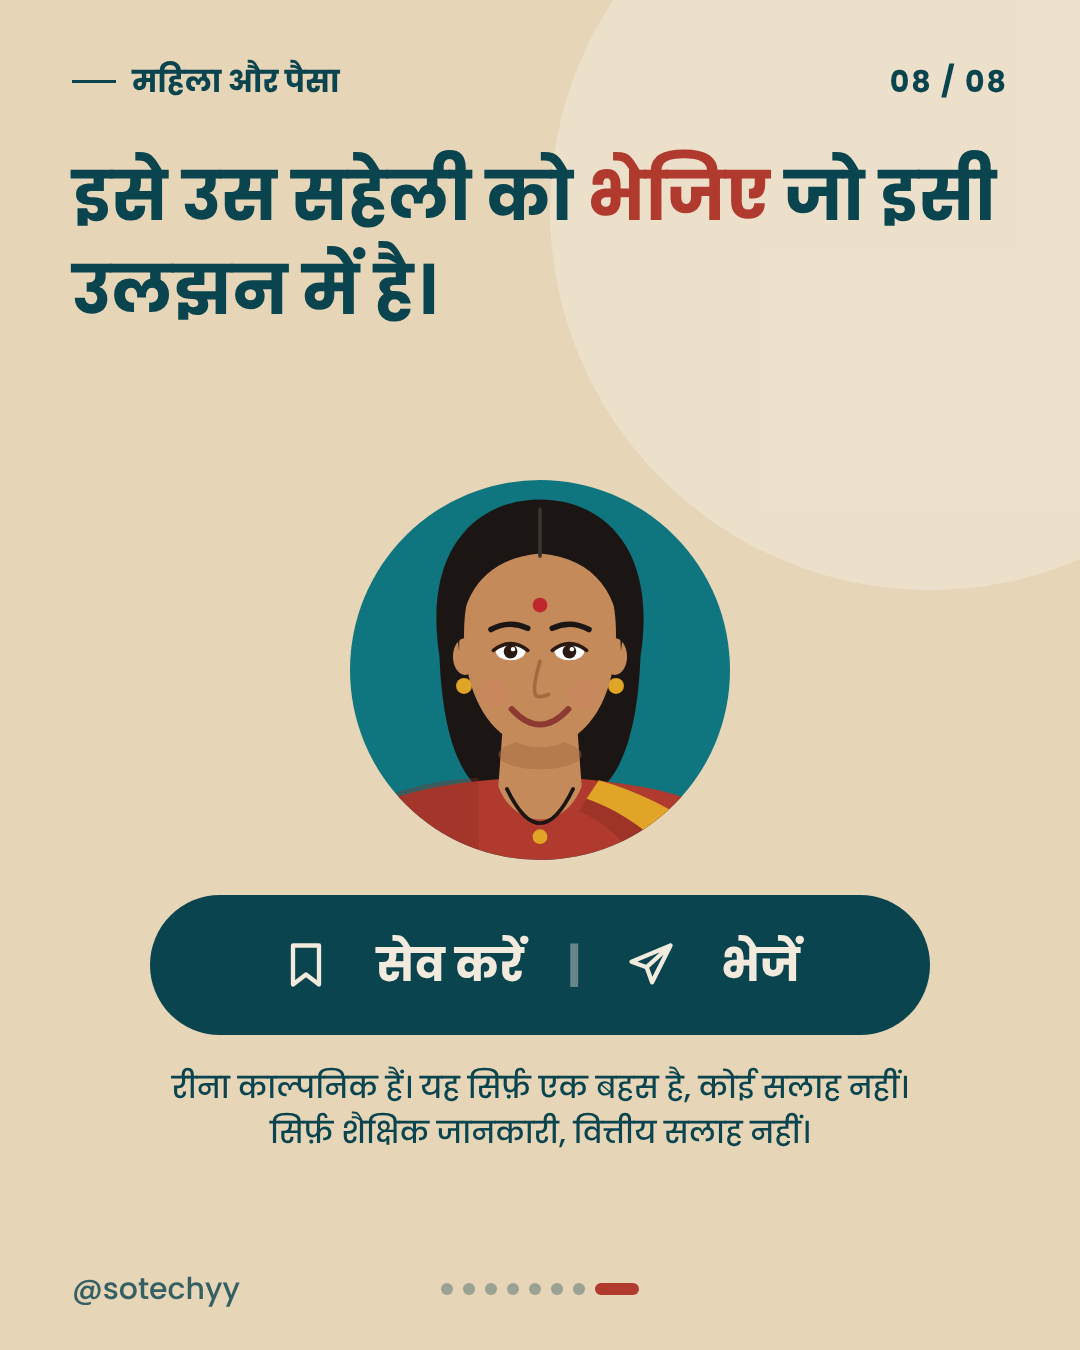 महिला और पैसा
08 / 08
इसे उस सहेली को भेजिए जो इसी
उलझन में है।
सेव करें | भेजें
रीना काल्पनिक हैं। यह सिर्फ़ एक बहस है, कोई सलाह नहीं।
सिर्फ़ शैक्षिक जानकारी, वित्तीय सलाह नहीं।
@sotechyy